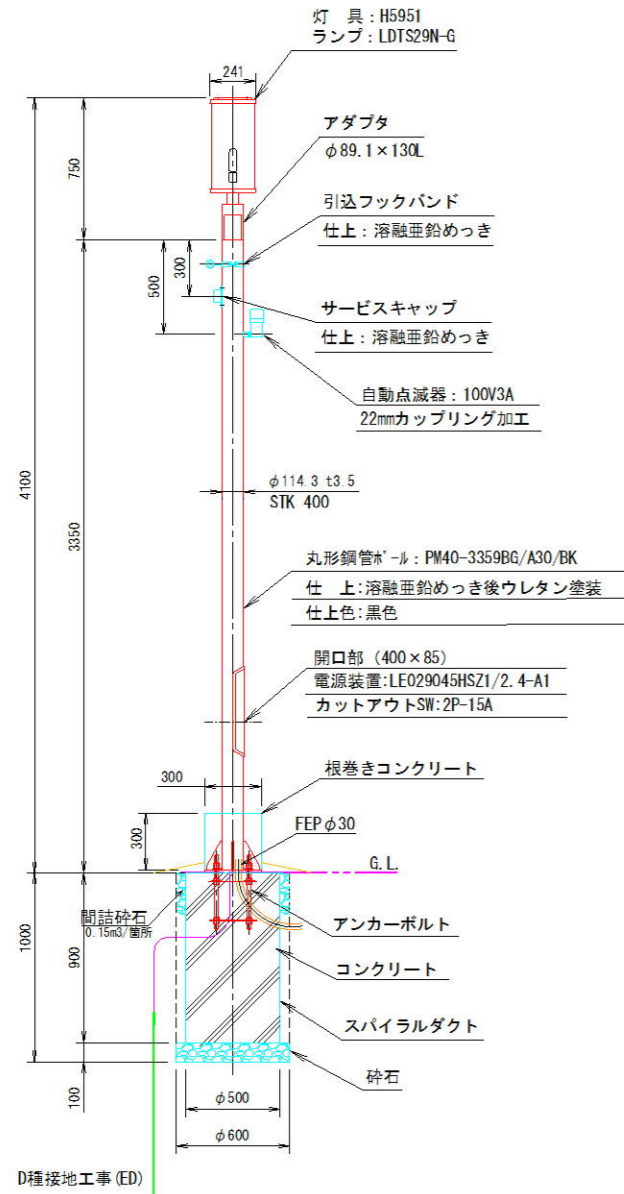 灯　具：H5951
ランプ：LDTS29N-G
241
アダプタ
φ89.1×130L
750
引込フックバンド
仕上：溶融亜鉛めっき
300
500
サービスキャップ
仕上：溶融亜鉛めっき
自動点滅器：100V3A
22mmカップリング加工
4100
3350
φ114.3 t3.5
STK 400
丸形鋼管ﾎﾟｰﾙ：PM40-3359BG/A30/BK
仕　上:溶融亜鉛めっき後ウレタン塗装
仕上色:黒色
開口部（400×85）
電源装置:LE029045HSZ1/2.4-A1
カットアウトSW:2P-15A
300
根巻きコンクリート
300
FEPφ30
G.L.
間詰砕石
0.15m3/箇所
アンカーボルト
1000
900
コンクリート
スパイラルダクト
砕石
100
φ500
φ600
D種接地工事(ED)